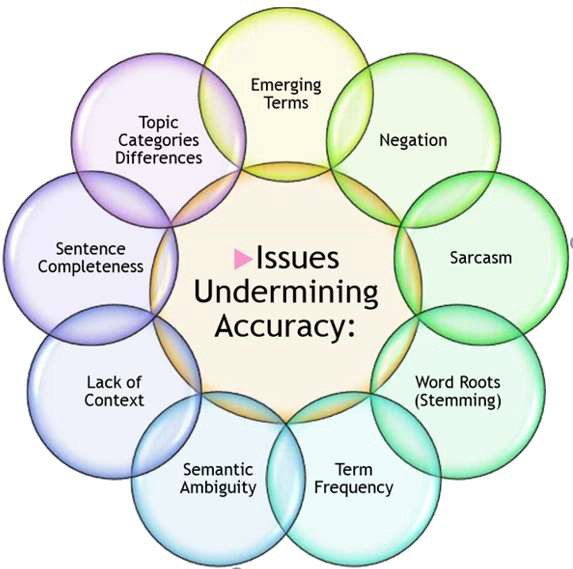 Emerging
Terms
Negation
Sarcasm
Word Roots
(Stemming)
Term
Frequency
Semantic
Ambiguity
Lack of
Context
Sentence
Completeness
Topic
Categories
Differences
▶Issues
Undermining
Accuracy: